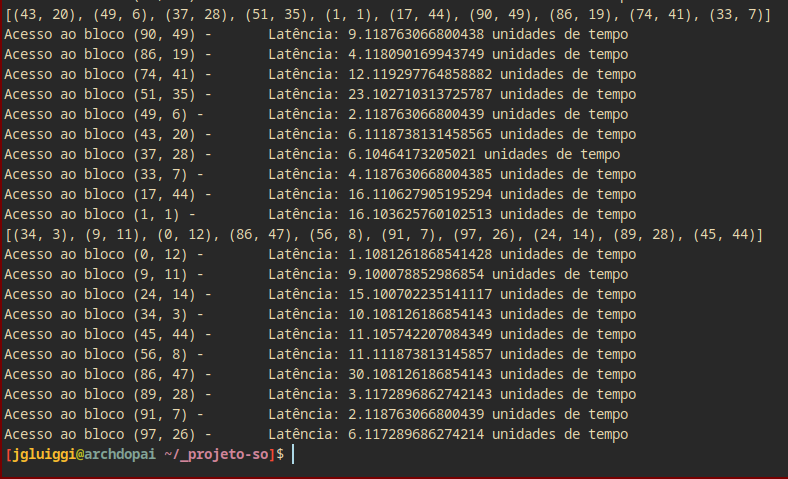 [(43, 20), (49, 6), (37, 28), (51, 35), (1, 1), (17, 44), (90, 49), (86, 19), (74, 41), (33, 7)]
Acesso ao bloco (90, 49) -       Latência: 9.118763066800438 unidades de tempo
Acesso ao bloco (86, 19) -       Latência: 4.118090169943749 unidades de tempo
Acesso ao bloco (74, 41) -       Latência: 12.119297764858882 unidades de tempo
Acesso ao bloco (51, 35) -       Latência: 23.102710313725787 unidades de tempo
Acesso ao bloco (49, 6) -        Latência: 2.118763066800439 unidades de tempo
Acesso ao bloco (43, 20) -       Latência: 6.1118738131458565 unidades de tempo
Acesso ao bloco (37, 28) -       Latência: 6.10464173205021 unidades de tempo
Acesso ao bloco (33, 7) -        Latência: 4.1187630668004385 unidades de tempo
Acesso ao bloco (17, 44) -       Latência: 16.110627905195294 unidades de tempo
Acesso ao bloco (1, 1) -         Latência: 16.103625760102513 unidades de tempo
[(34, 3), (9, 11), (0, 12), (86, 47), (56, 8), (91, 7), (97, 26), (24, 14), (89, 28), (45, 44)]
Acesso ao bloco (0, 12) -        Latência: 1.1081261868541428 unidades de tempo
Acesso ao bloco (9, 11) -        Latência: 9.100078852986854 unidades de tempo
Acesso ao bloco (24, 14) -       Latência: 15.100702235141117 unidades de tempo
Acesso ao bloco (34, 3) -        Latência: 10.108126186854143 unidades de tempo
Acesso ao bloco (45, 44) -       Latência: 11.105742207084349 unidades de tempo
Acesso ao bloco (56, 8) -        Latência: 11.111873813145857 unidades de tempo
Acesso ao bloco (86, 47) -       Latência: 30.108126186854143 unidades de tempo
Acesso ao bloco (89, 28) -       Latência: 3.1172896862742143 unidades de tempo
Acesso ao bloco (91, 7) -        Latência: 2.118763066800439 unidades de tempo
Acesso ao bloco (97, 26) -       Latência: 6.117289686274214 unidades de tempo
[jgluiggi@archdopai ~/_projeto-so]$